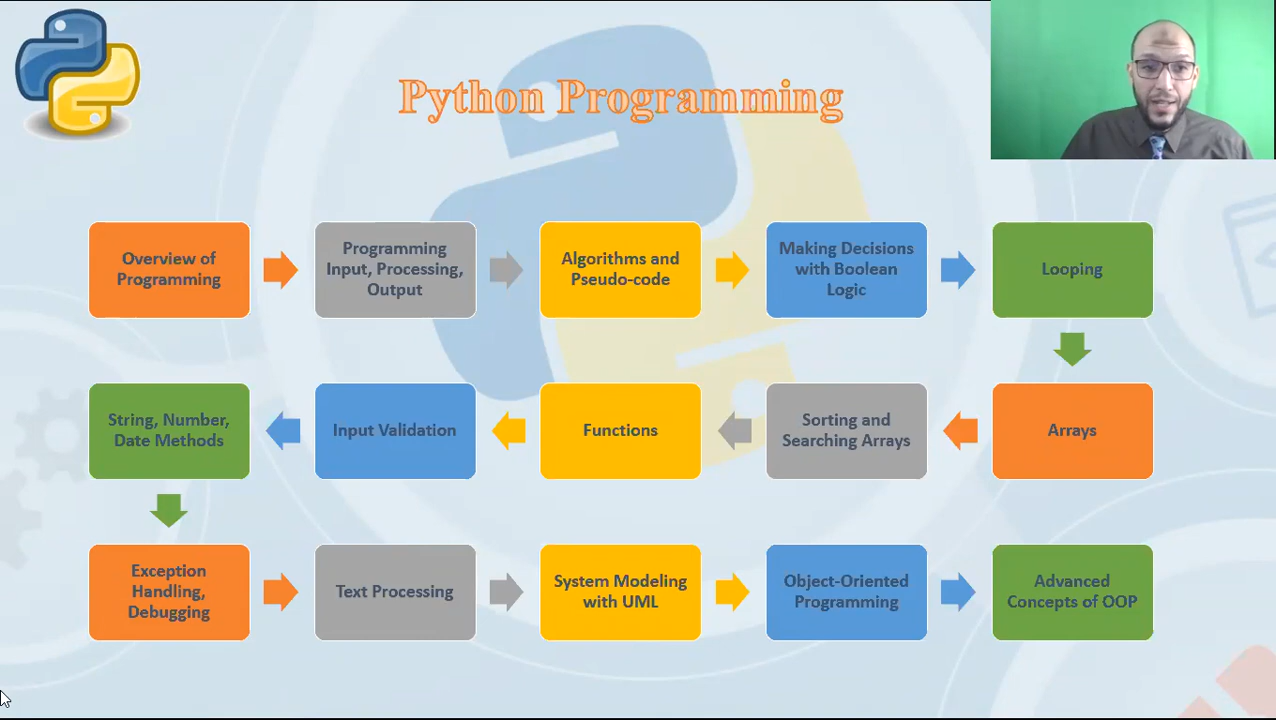 Python Programming
Overview of
Programming
Programming
Input, Processing,
Output
Algorithms and
Pseudo-code
Making Decisions
with Boolean
Logic
Looping
Arrays
Sorting and
Searching Arrays
Functions
Input Validation
String, Number,
Date Methods
Exception
Handling,
Debugging
Text Processing
System Modeling
with UML
Object-Oriented
Programming
Advanced
Concepts of OOP